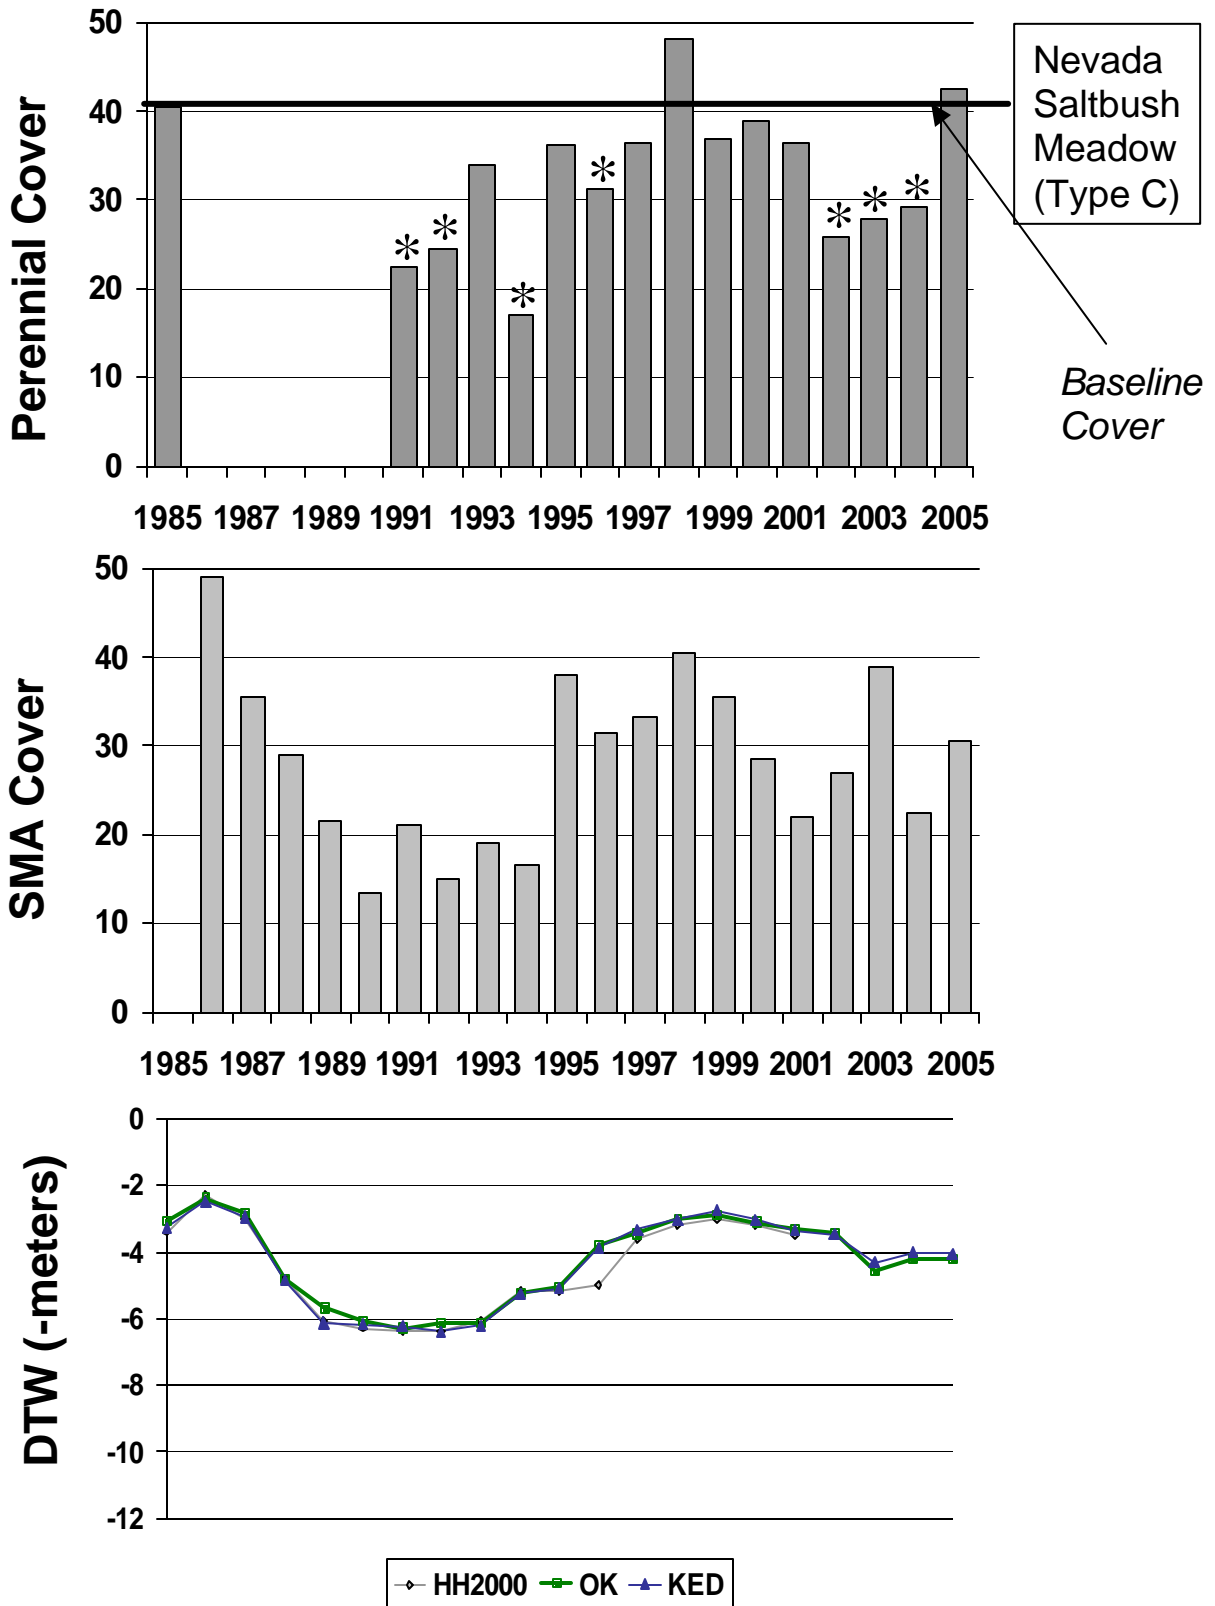 50
40
30
20
10
0
Perennial Cover
* * * * * * *
1985 1987 1989 1991 1993 1995 1997 1999 2001 2003 2005
Nevada
Saltbush
Meadow
(Type C)
Baseline
Cover
50
40
30
20
10
0
SMA Cover
1985 1987 1989 1991 1993 1995 1997 1999 2001 2003 2005
0
-2
-4
-6
-8
-10
-12
DTW (-meters)
HH2000 OK KED